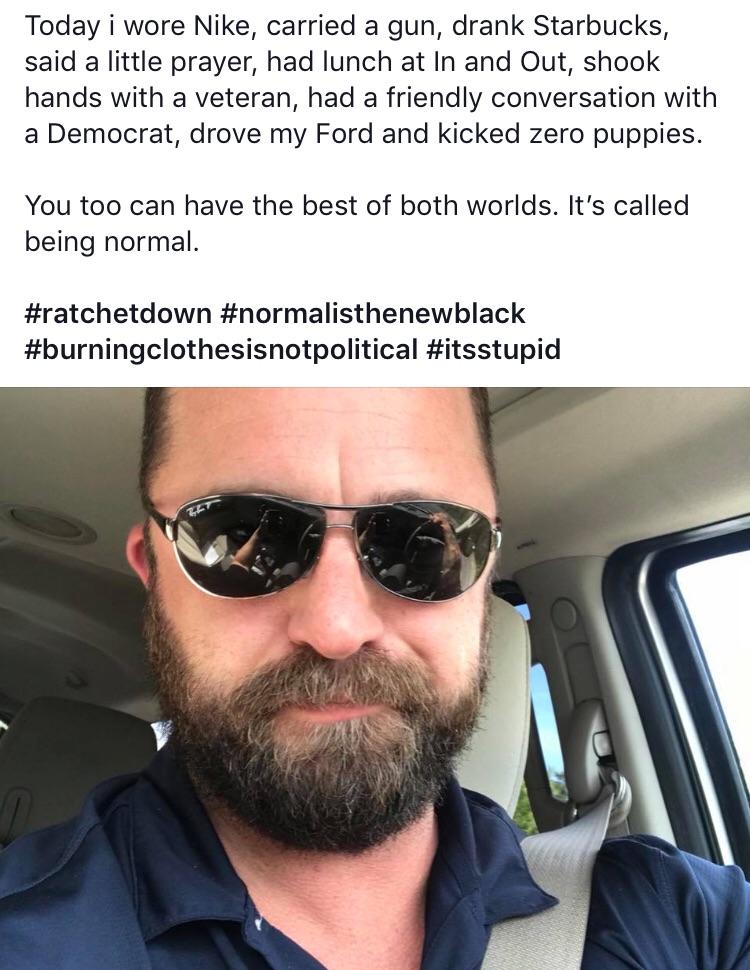 Today i wore Nike, carried a gun, drank Starbucks,
said a little prayer, had lunch at In and Out, shook
hands with a veteran, had a friendly conversation with
a Democrat, drove my Ford and kicked zero puppies.
You too can have the best of both worlds. It’s called
being normal.
#ratchetdown #normalisthenewblack
#burningclothesisnotpolitical #itsstupid
Ray-Ban P